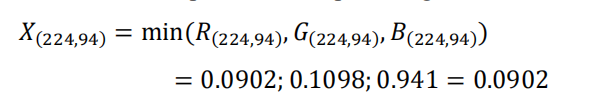 X(224,94) = min(R(224,94), G(224,94), B(224,94))
= 0.0902; 0.1098; 0.941 = 0.0902